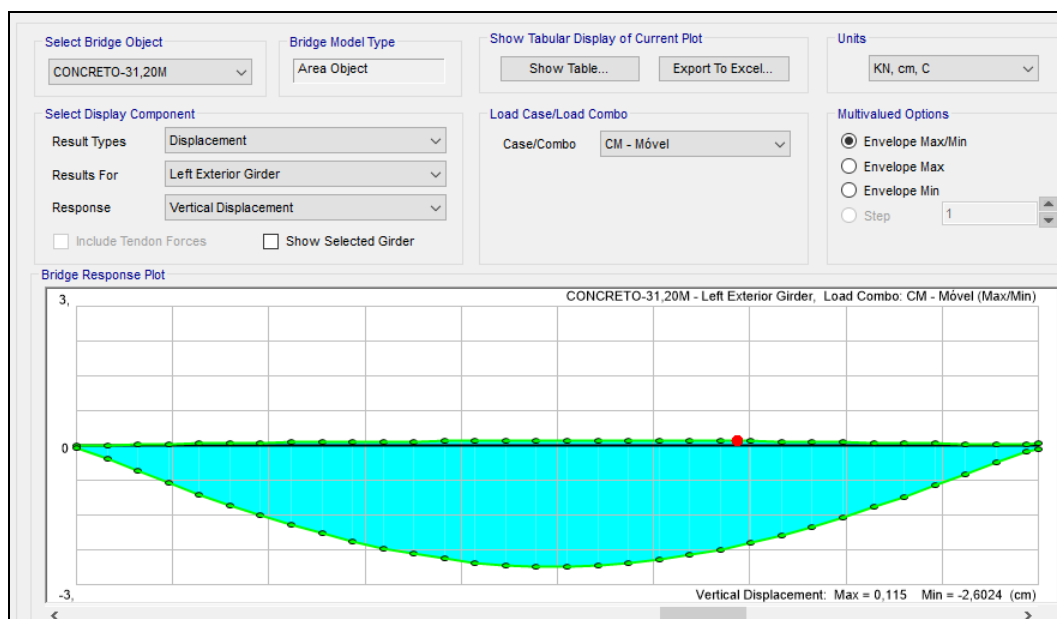 Select Bridge Object
CONCRETO-31,20M
Bridge Model Type
Area Object
Show Tabular Display of Current Plot
Show Table...
Export To Excel...
Units
KN, cm, C
Select Display Component
Result Types
Displacement
Results For
Left Exterior Girder
Response
Vertical Displacement
Include Tendon Forces
Show Selected Girder
Load Case/Load Combo
Case/Combo
CM - Móvel
Multivalued Options
Envelope Max/Min
Envelope Max
Envelope Min
Step
1
Bridge Response Plot
3,
CONCRETO-31,20M - Left Exterior Girder, Load Combo: CM - Móvel (Max/Min)
0
-3,
Vertical Displacement: Max = 0,115 Min = -2,6024 (cm)